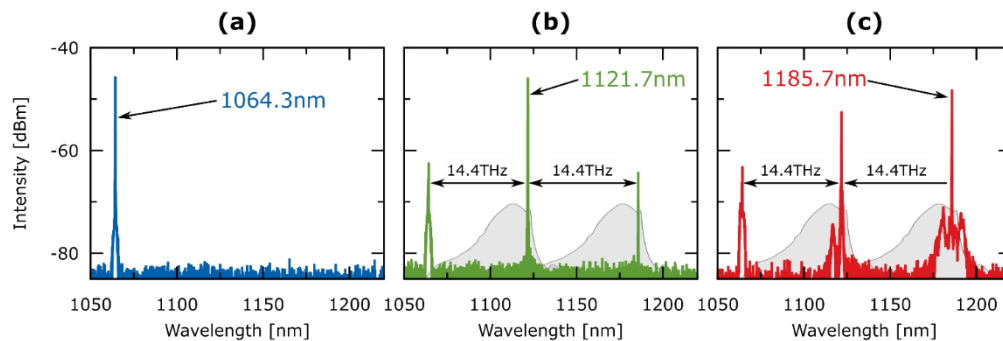 (a) (b) (c)
-40
-60
-80
Intensity [dBm]
1064.3nm
1121.7nm
1185.7nm
14.4THz 14.4THz
14.4THz 14.4THz
1050 1100 1150 1200
1050 1100 1150 1200
1050 1100 1150 1200
Wavelength [nm] Wavelength [nm] Wavelength [nm]